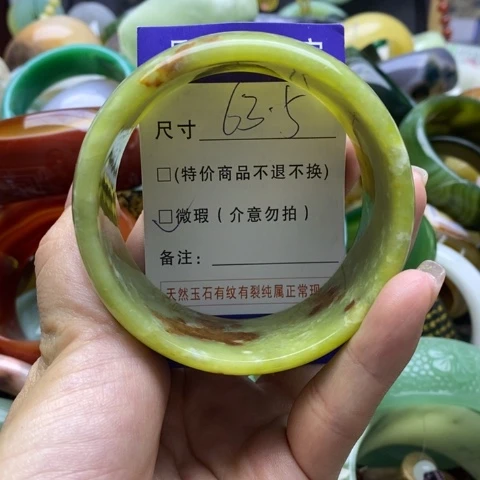 尺寸 63.5
□(特价商品不退不换)
□微瑕（介意勿拍）
备注：
天然玉石有纹有裂纯属正常现